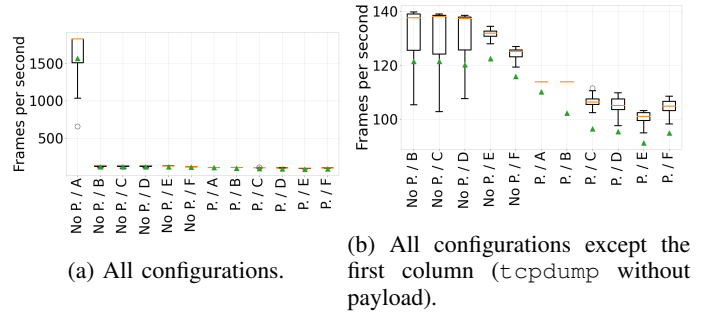 Frames per second
1500
1000
500
No P. / A
No P. / B
No P. / C
No P. / D
No P. / E
No P. / F
P. / A
P. / B
P. / C
P. / D
P. / E
P. / F
(a) All configurations.
Frames per second
140
120
100
No P. / B
No P. / C
No P. / D
No P. / E
No P. / F
P. / A
P. / B
P. / C
P. / D
P. / E
P. / F
(b) All configurations except the
first column (tcpdump without
payload).